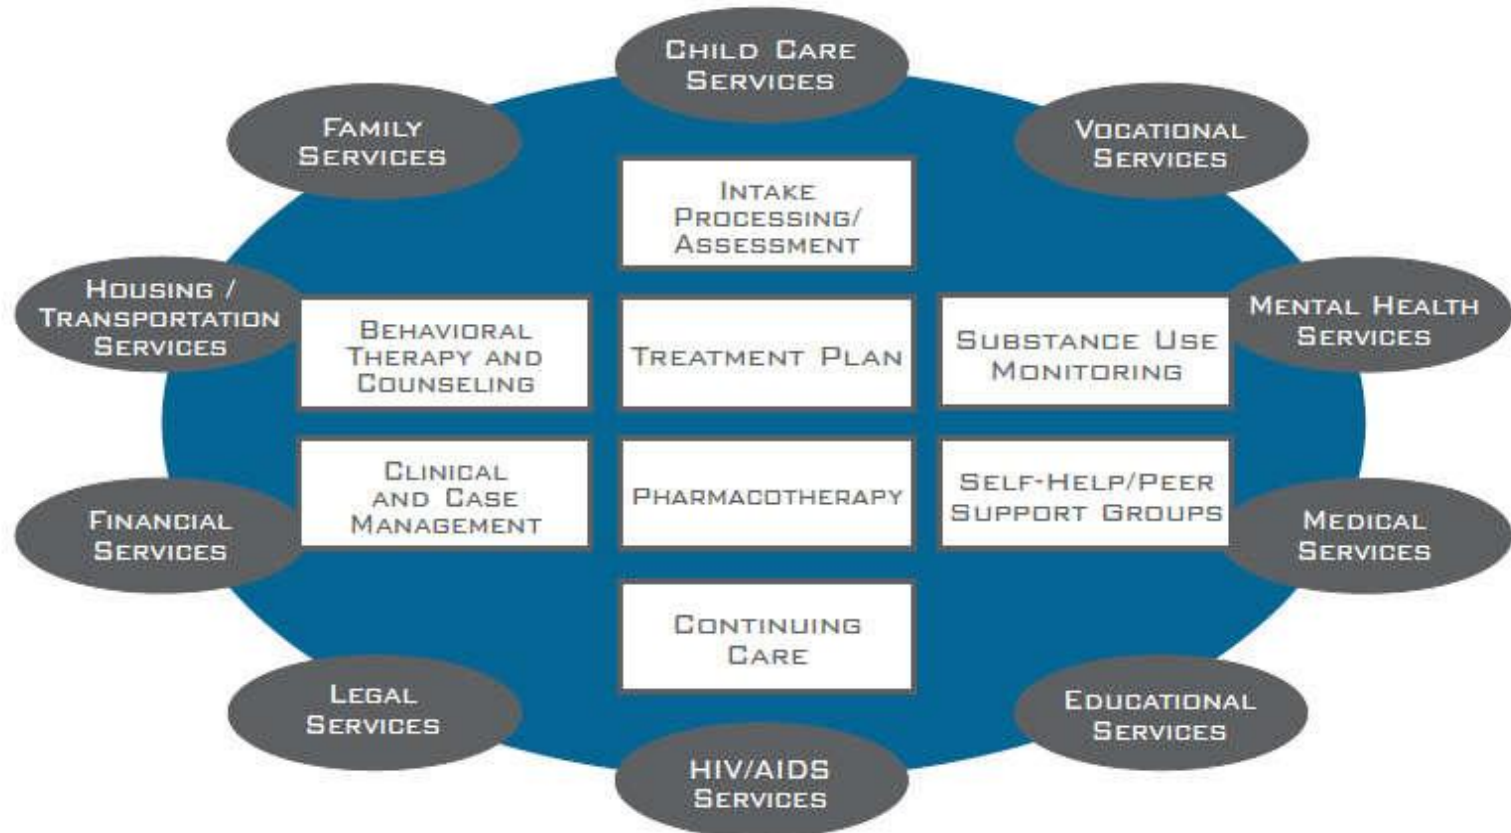 Child Care
Services
Family
Services
Vocational
Services
Intake
Processing/
Assessment
Housing /
Transportation
Services
Behavioral
Therapy and
Counseling
Treatment Plan
Substance Use
Monitoring
Mental Health
Services
Financial
Services
Clinical
and Case
Management
Pharmacotherapy
Self-Help/Peer
Support Groups
Medical
Services
Continuing
Care
Legal
Services
HIV/AIDS
Services
Educational
Services